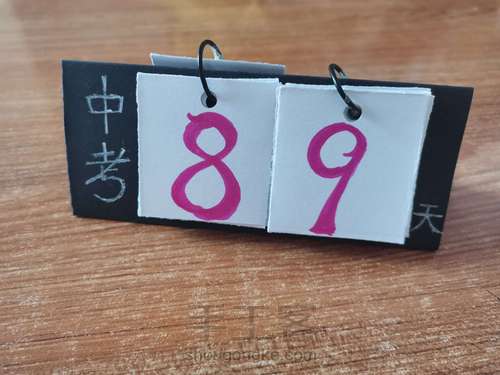 中考
89
天
shougongke.com